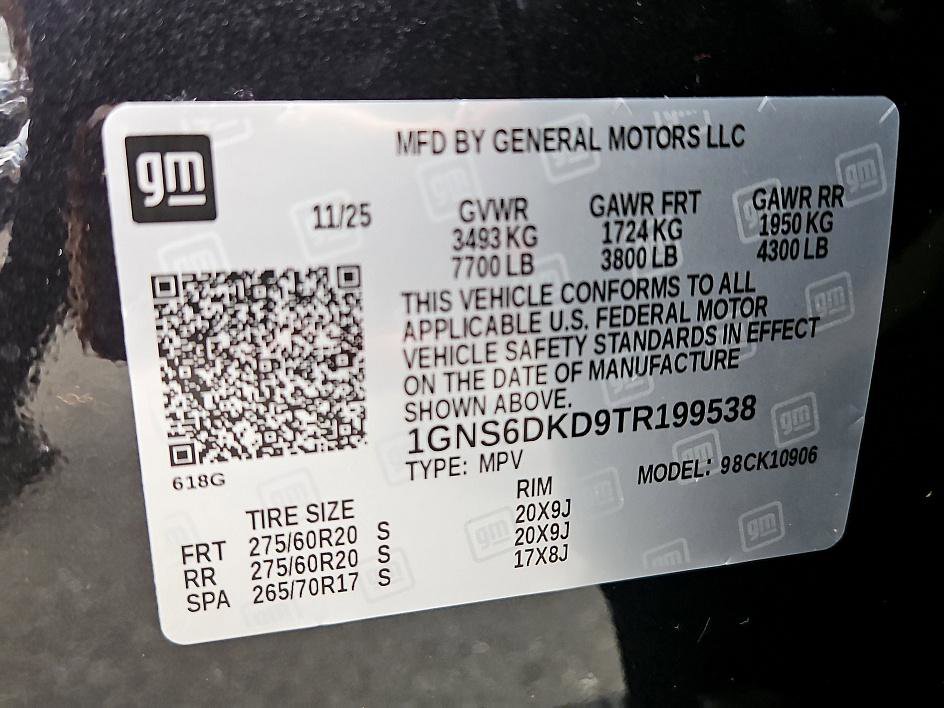 gm
MFD BY GENERAL MOTORS LLC
11/25 GVWR GAWR FRT GAWR RR
3493 KG 1724 KG 1950 KG
7700 LB 3800 LB 4300 LB
THIS VEHICLE CONFORMS TO ALL
APPLICABLE U.S. FEDERAL MOTOR
VEHICLE SAFETY STANDARDS IN EFFECT
ON THE DATE OF MANUFACTURE
SHOWN ABOVE.
1GNS6DKD9TR199538
TYPE: MPV MODEL: 98CK10906
618G
TIRE SIZE RIM
FRT 275/60R20 S 20X9J
RR 275/60R20 S 20X9J
SPA 265/70R17 S 17X8J